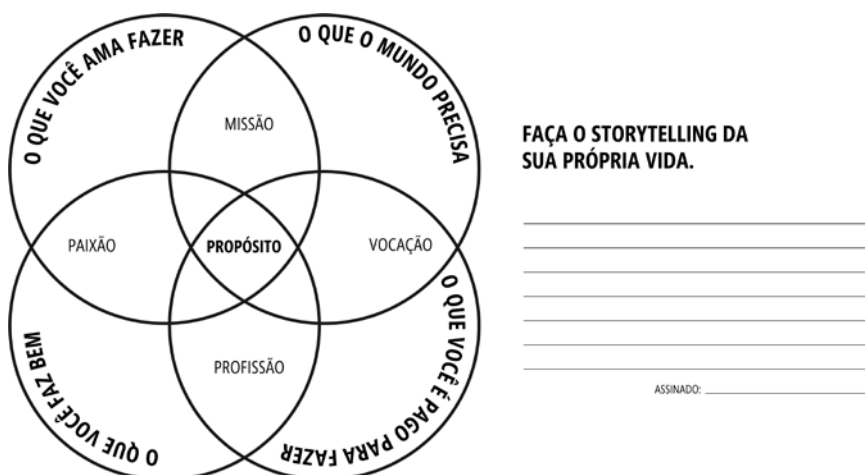 O QUE VOCÊ AMA FAZER
O QUE O MUNDO PRECISA
MISSÃO
PAIXÃO
PROPÓSITO
VOCAÇÃO
PROFISSÃO
O QUE VOCÊ FAZ BEM
O QUE VOCÊ É PAGO PARA FAZER
FAÇA O STORYTELLING DA
SUA PRÓPRIA VIDA.
ASSINADO: